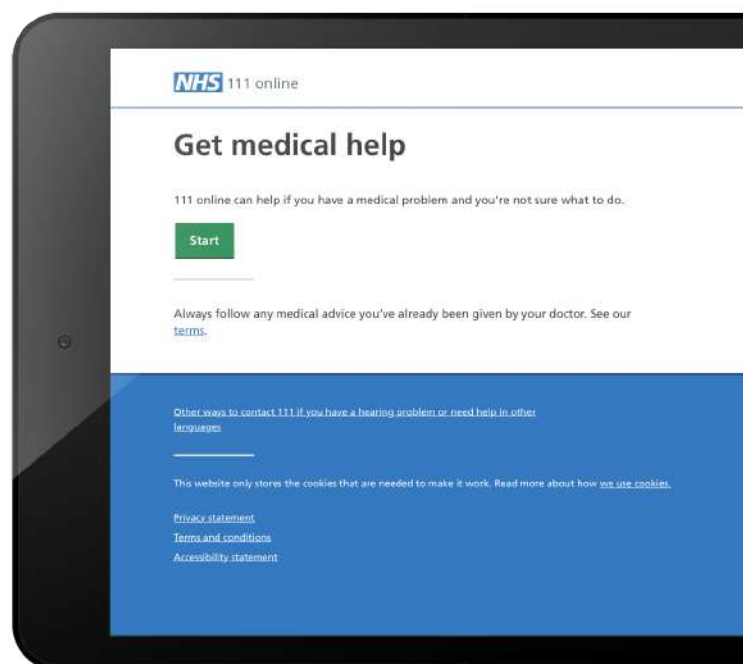 NHS 111 online
Get medical help
111 online can help if you have a medical problem and you're not sure what to do.
Start
Always follow any medical advice you've already been given by your doctor. See our
terms.
Other ways to contact 111 if you have a hearing problem or need help in other
languages
This website only stores the cookies that are needed to make it work. Read more about how we use cookies.
Privacy statement
Terms and conditions
Accessibility statement